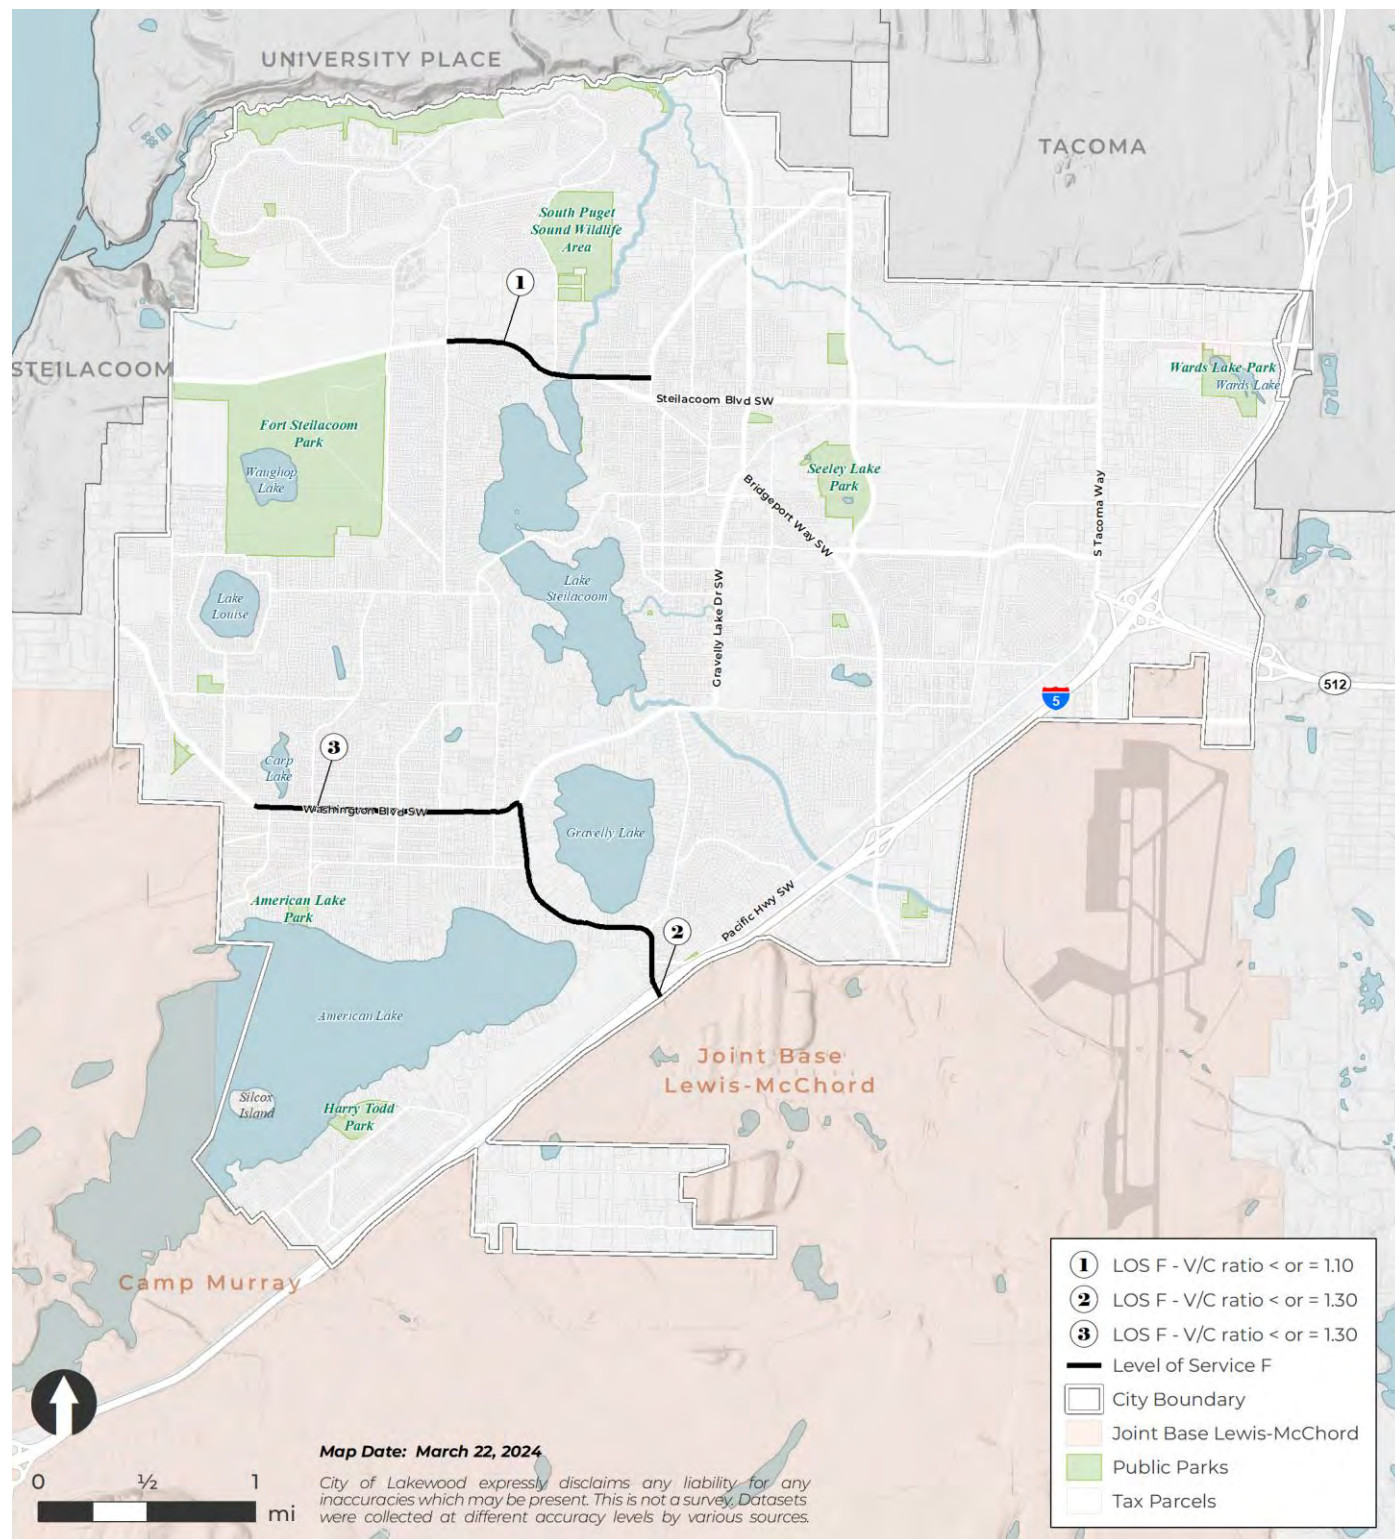 UNIVERSITY PLACE
TACOMA
South Puget
Sound Wildlife
Area
1
STEILACOOM
Wards Lake Park
Wards Lake
Steilacoom Blvd SW
Fort Steilacoom
Park
Waughop
Lake
Seeley Lake
Park
Bridgeport Way SW
S Tacoma Way
Lake
Steilacoom
Lake
Louise
Gravelly Lake Dr SW
512
5
3
Carp
Lake
Washington Blvd SW
Gravelly Lake
American Lake
Park
Pacific Hwy SW
2
American Lake
Joint Base
Lewis-McChord
Silcox
Island
Harry Todd
Park
Camp Murray
1 LOS F - V/C ratio < or = 1.10
2 LOS F - V/C ratio < or = 1.30
3 LOS F - V/C ratio < or = 1.30
Level of Service F
City Boundary
Joint Base Lewis-McChord
Public Parks
Tax Parcels
Map Date: March 22, 2024
City of Lakewood expressly disclaims any liability for any
inaccuracies which may be present. This is not a survey. Datasets
were collected at different accuracy levels by various sources.
0 ½ 1
mi